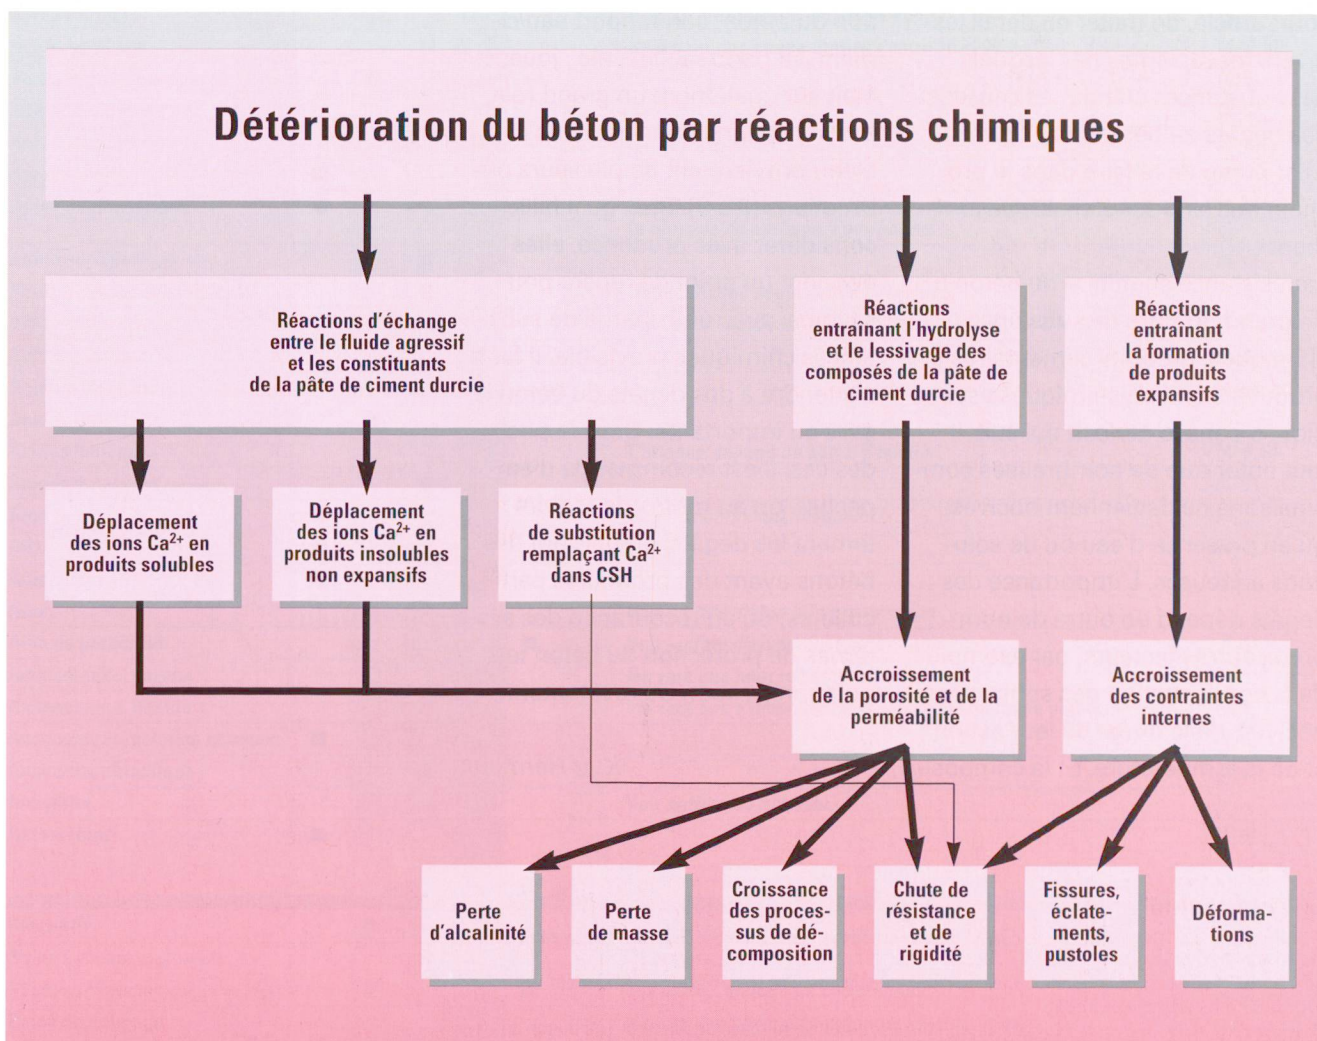 Détérioration du béton par réactions chimiques
Réactions d'échange
entre le fluide agressif
et les constituants
de la pâte de ciment durcie
Réactions
entraînant l'hydrolyse
et le lessivage des
composés de la pâte de
ciment durcie
Réactions
entraînant
la formation
de produits
expansifs
Déplacement
des ions Ca²⁺ en
produits solubles
Déplacement
des ions Ca²⁺ en
produits insolubles
non expansifs
Réactions
de substitution
remplaçant Ca²⁺
dans CSH
Accroissement
de la porosité et de la
perméabilité
Accroissement
des contraintes
internes
Perte
d'alcalinité
Perte
de masse
Croissance
des proces-
sus de dé-
composition
Chute de
résistance
et de
rigidité
Fissures,
éclate-
ments,
pustoles
Déforma-
tions